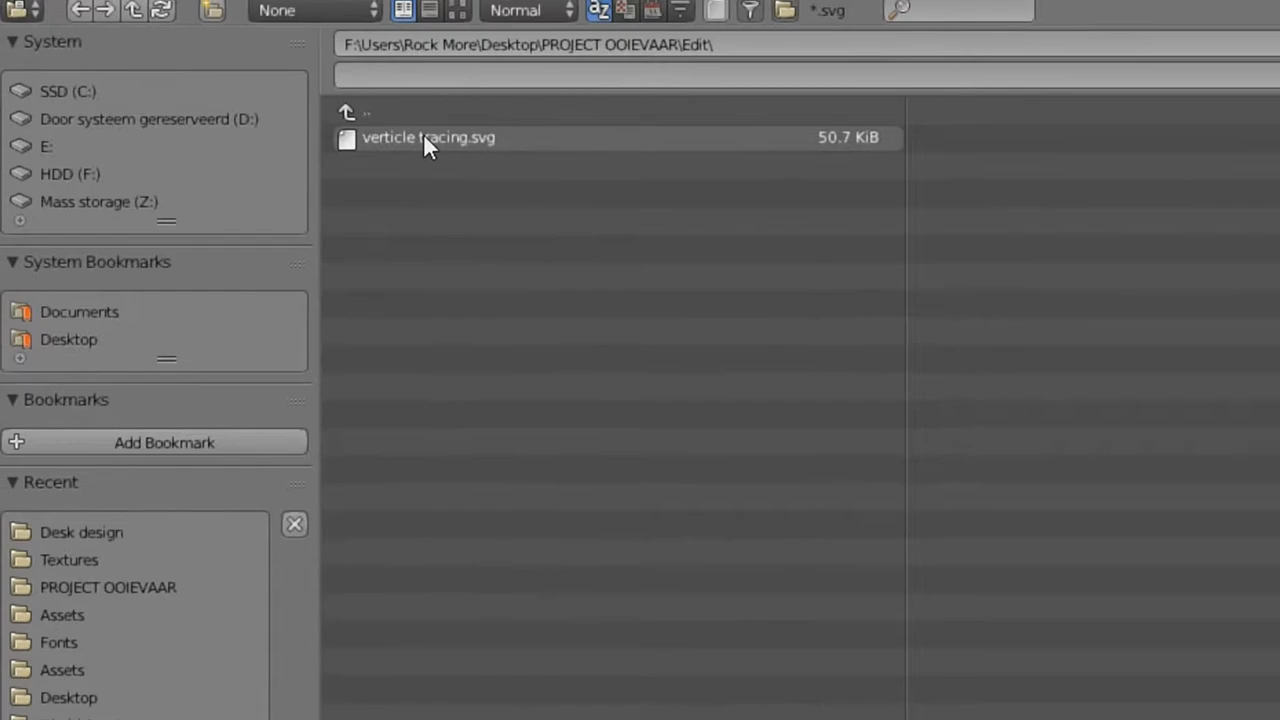 None
Normal
*.svg
System
F:\Users\Rock More\Desktop\PROJECT OOIEVAAR\Edit\
SSD (C:)
Door systeem gereserveerd (D:)
E:
HDD (F:)
Mass storage (Z:)
..
verticle tracing.svg 50.7 KiB
System Bookmarks
Documents
Desktop
Bookmarks
Add Bookmark
Recent
Desk design
Textures
PROJECT OOIEVAAR
Assets
Fonts
Assets
Desktop